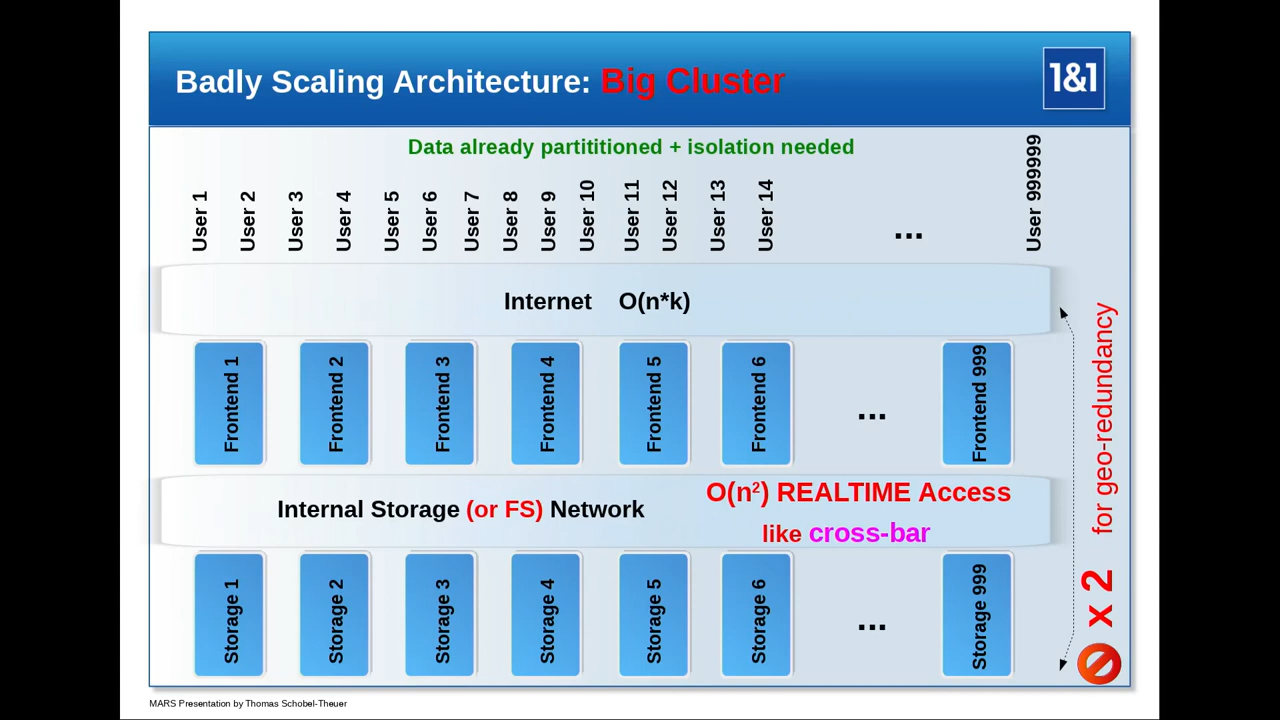 Badly Scaling Architecture: Big Cluster
1&1
Data already partititioned + isolation needed
User 1
User 2
User 3
User 4
User 5
User 6
User 7
User 8
User 9
User 10
User 11
User 12
User 13
User 14
...
User 999999
Internet O(n*k)
Frontend 1
Frontend 2
Frontend 3
Frontend 4
Frontend 5
Frontend 6
...
Frontend 999
Internal Storage (or FS) Network
O(n²) REALTIME Access
like cross-bar
Storage 1
Storage 2
Storage 3
Storage 4
Storage 5
Storage 6
...
Storage 999
x 2 for geo-redundancy
MARS Presentation by Thomas Schobel-Theuer